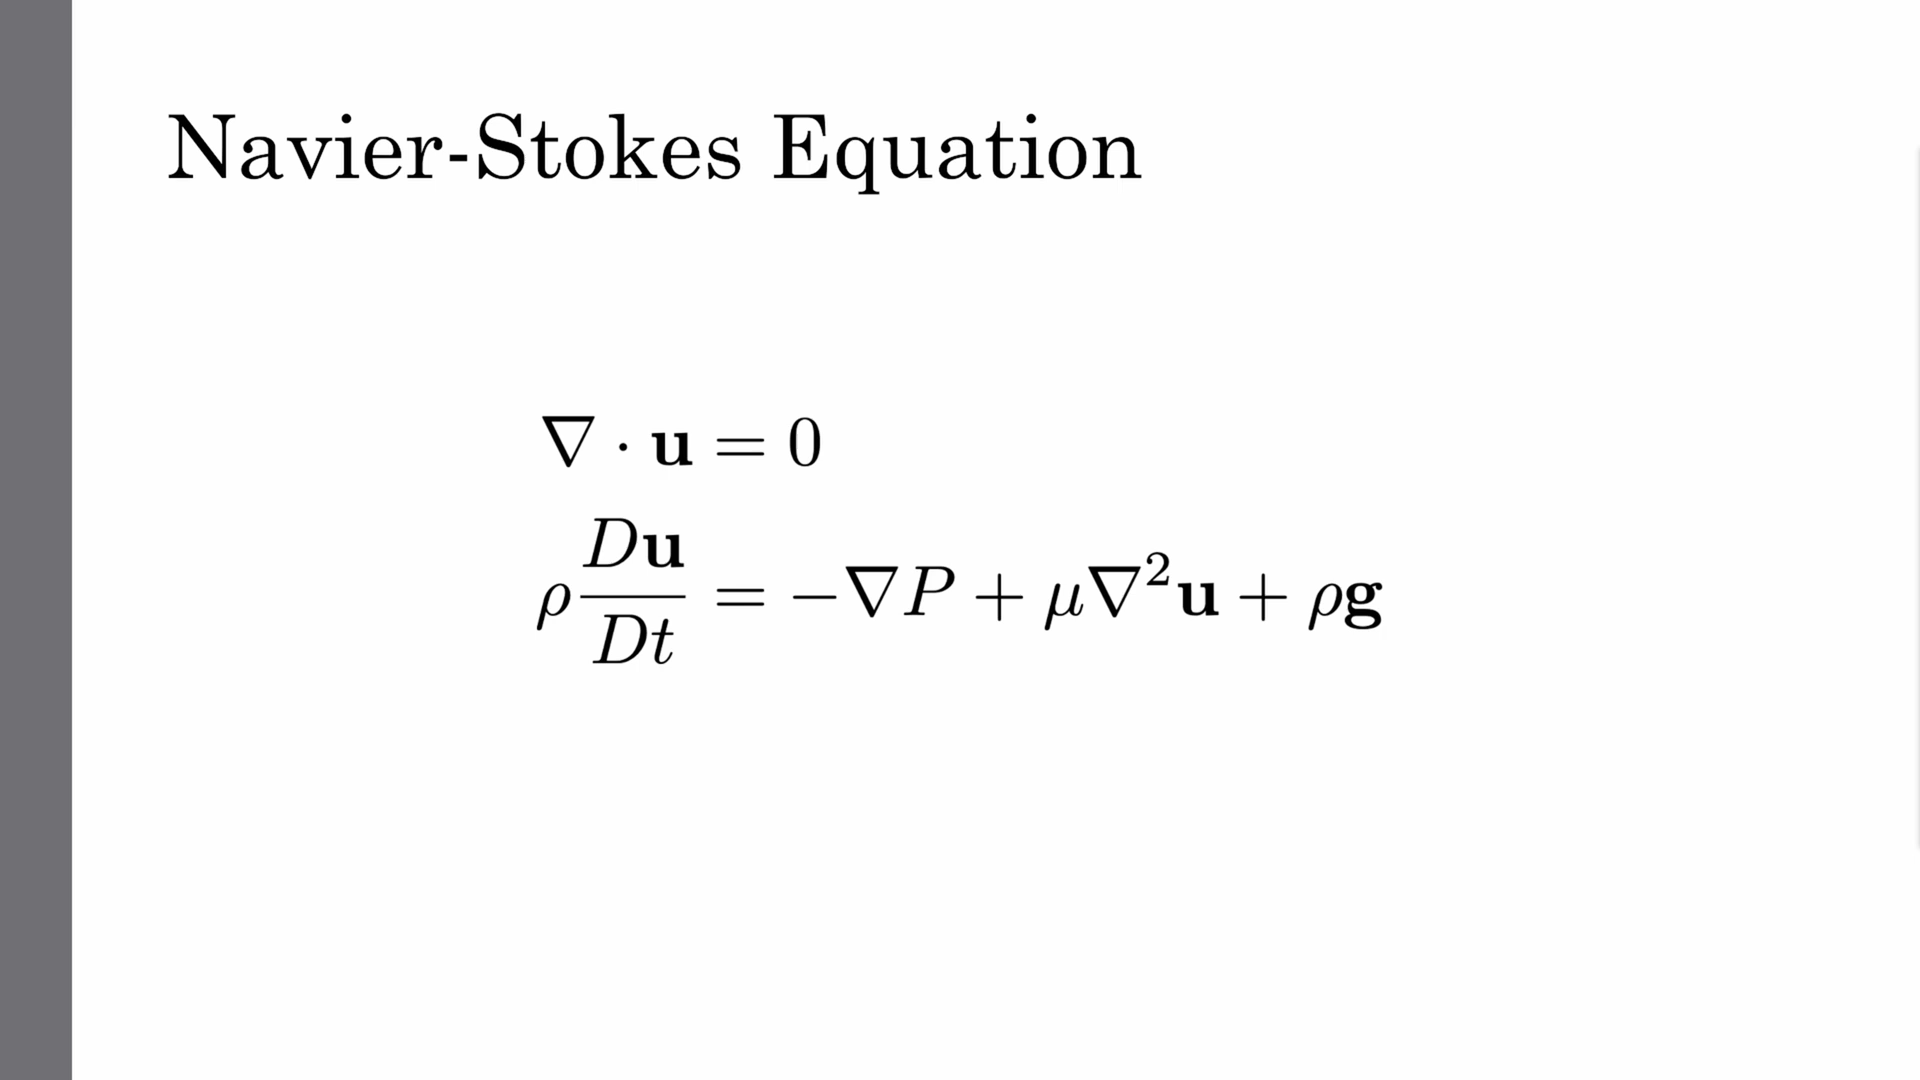 Navier-Stokes Equation
∇ · 𝐮 = 0
ρ D𝐮/Dt = −∇P + μ∇²𝐮 + ρ𝐠